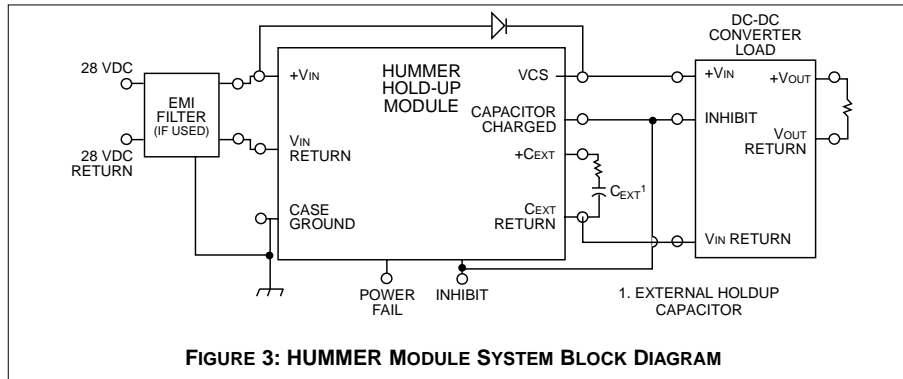 DC-DC
CONVERTER
LOAD
28 VDC
EMI
FILTER
(IF USED)
28 VDC
RETURN
+VIN
VIN
RETURN
CASE
GROUND
HUMMER
HOLD-UP
MODULE
VCS
CAPACITOR
CHARGED
+CEXT
CEXT
RETURN
CEXT1
POWER
FAIL
INHIBIT
+VIN
INHIBIT
VIN RETURN
+VOUT
VOUT
RETURN
1. EXTERNAL HOLDUP
CAPACITOR
FIGURE 3: HUMMER MODULE SYSTEM BLOCK DIAGRAM